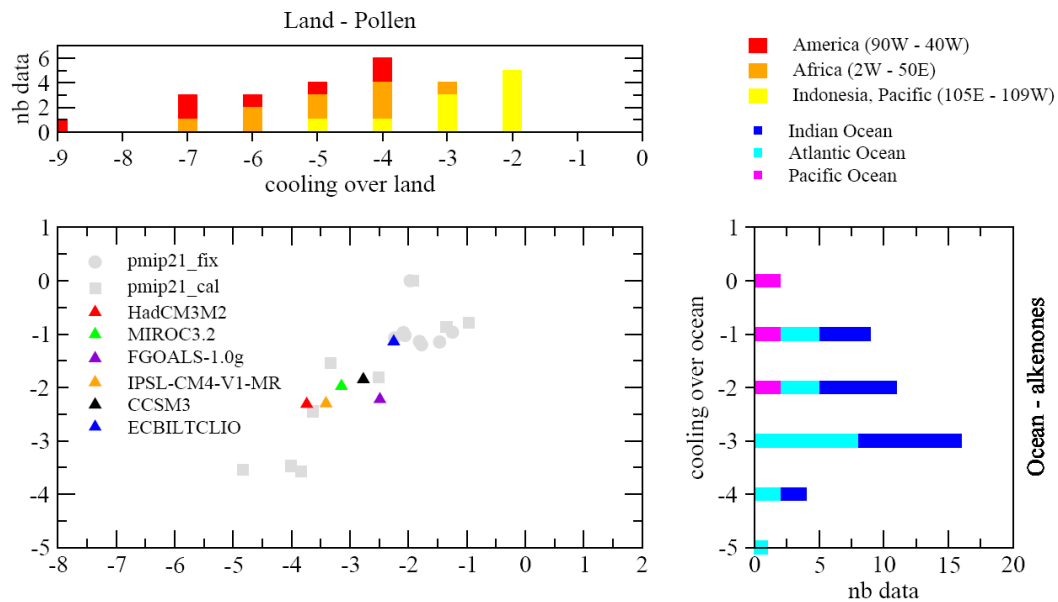 Land - Pollen
nb data
6
4
2
0
-9 -8 -7 -6 -5 -4 -3 -2 -1 0
cooling over land
America (90W - 40W)
Africa (2W - 50E)
Indonesia, Pacific (105E - 109W)
Indian Ocean
Atlantic Ocean
Pacific Ocean
1
0
-1
-2
-3
-4
-5
-8 -7 -6 -5 -4 -3 -2 -1 0 1 2
pmip21_fix
pmip21_cal
HadCM3M2
MIROC3.2
FGOALS-1.0g
IPSL-CM4-V1-MR
CCSM3
ECBILTCLIO
cooling over ocean
1
0
-1
-2
-3
-4
-5
0 5 10 15 20
nb data
Ocean - alkenones